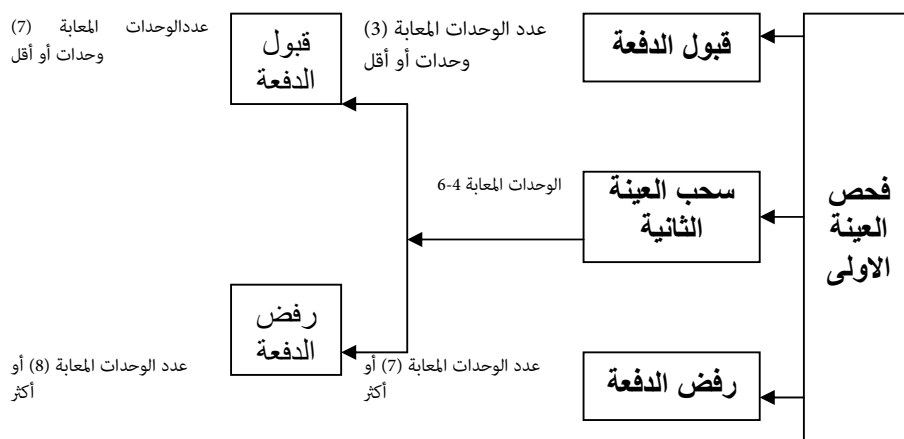 فحص
العينة
الاولى
قبول الدفعة
عدد الوحدات المعابة (3)
وحدات أو أقل
قبول
الدفعة
عددالوحدات المعابة (7)
وحدات أو أقل
سحب العينة
الثانية
الوحدات المعابة 4-6
رفض الدفعة
عدد الوحدات المعابة (7) أو
أكثر
رفض
الدفعة
عدد الوحدات المعابة (8) أو
أكثر